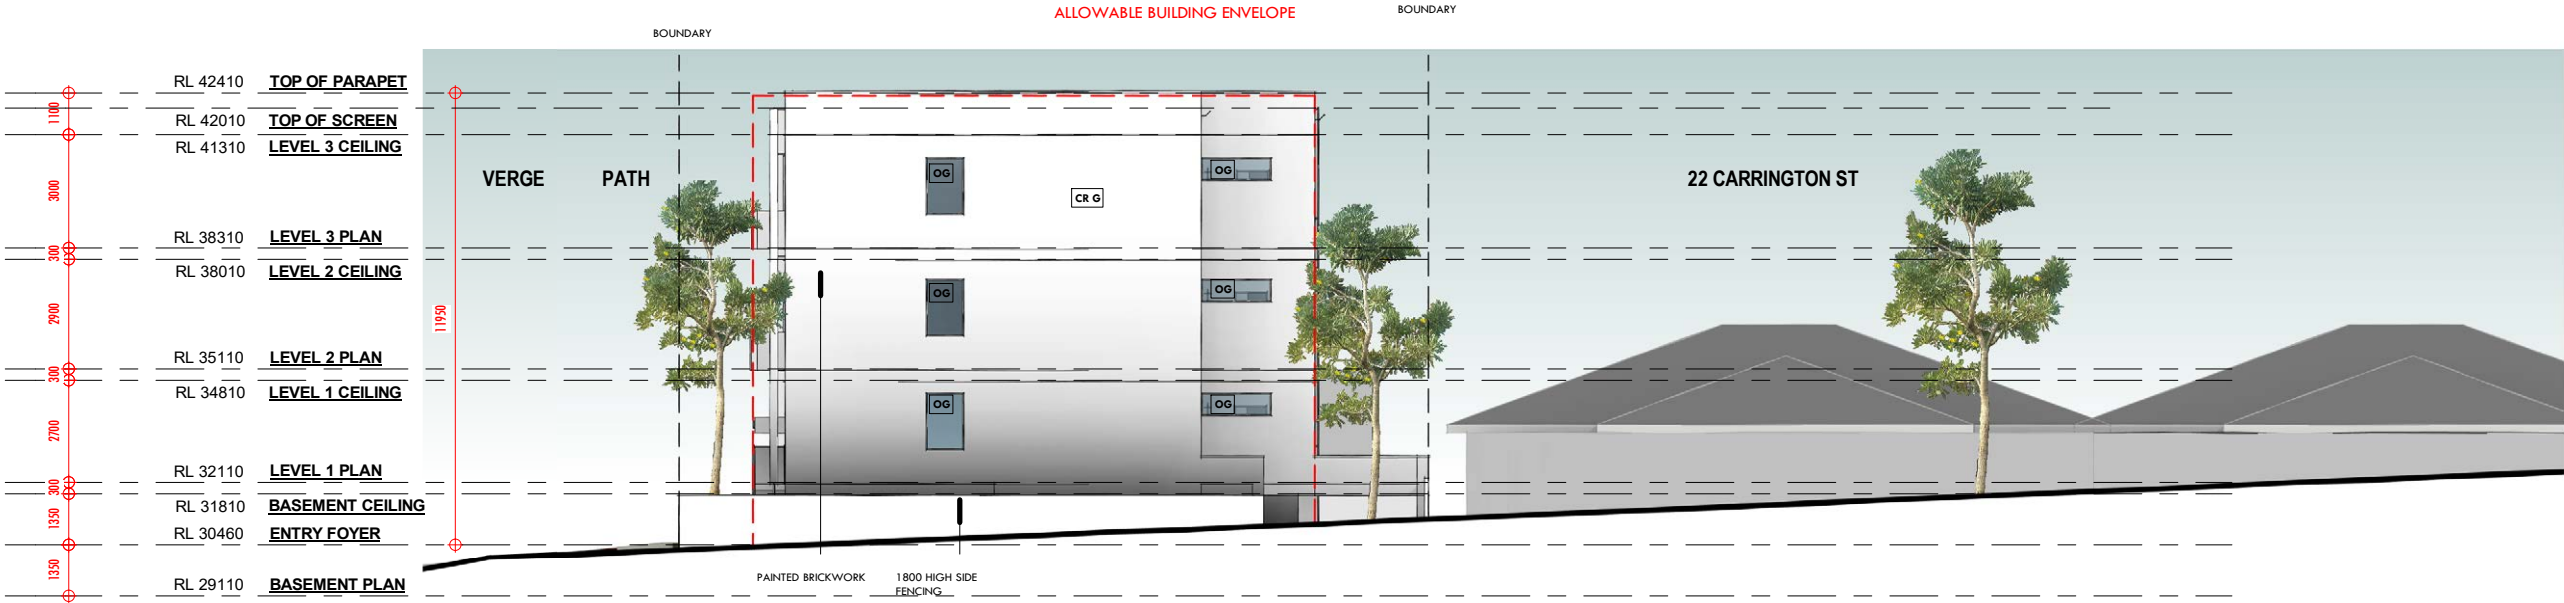 ALLOWABLE BUILDING ENVELOPE
BOUNDARY
BOUNDARY
RL 42410 TOP OF PARAPET
1100
RL 42010 TOP OF SCREEN
RL 41310 LEVEL 3 CEILING
VERGE PATH
22 CARRINGTON ST
OG
OG
CR G
3000
RL 38310 LEVEL 3 PLAN
300
RL 38010 LEVEL 2 CEILING
OG
OG
2900
11950
RL 35110 LEVEL 2 PLAN
300
RL 34810 LEVEL 1 CEILING
OG
OG
2700
RL 32110 LEVEL 1 PLAN
300
RL 31810 BASEMENT CEILING
1350
RL 30460 ENTRY FOYER
1350
RL 29110 BASEMENT PLAN
PAINTED BRICKWORK
1800 HIGH SIDE
FENCING